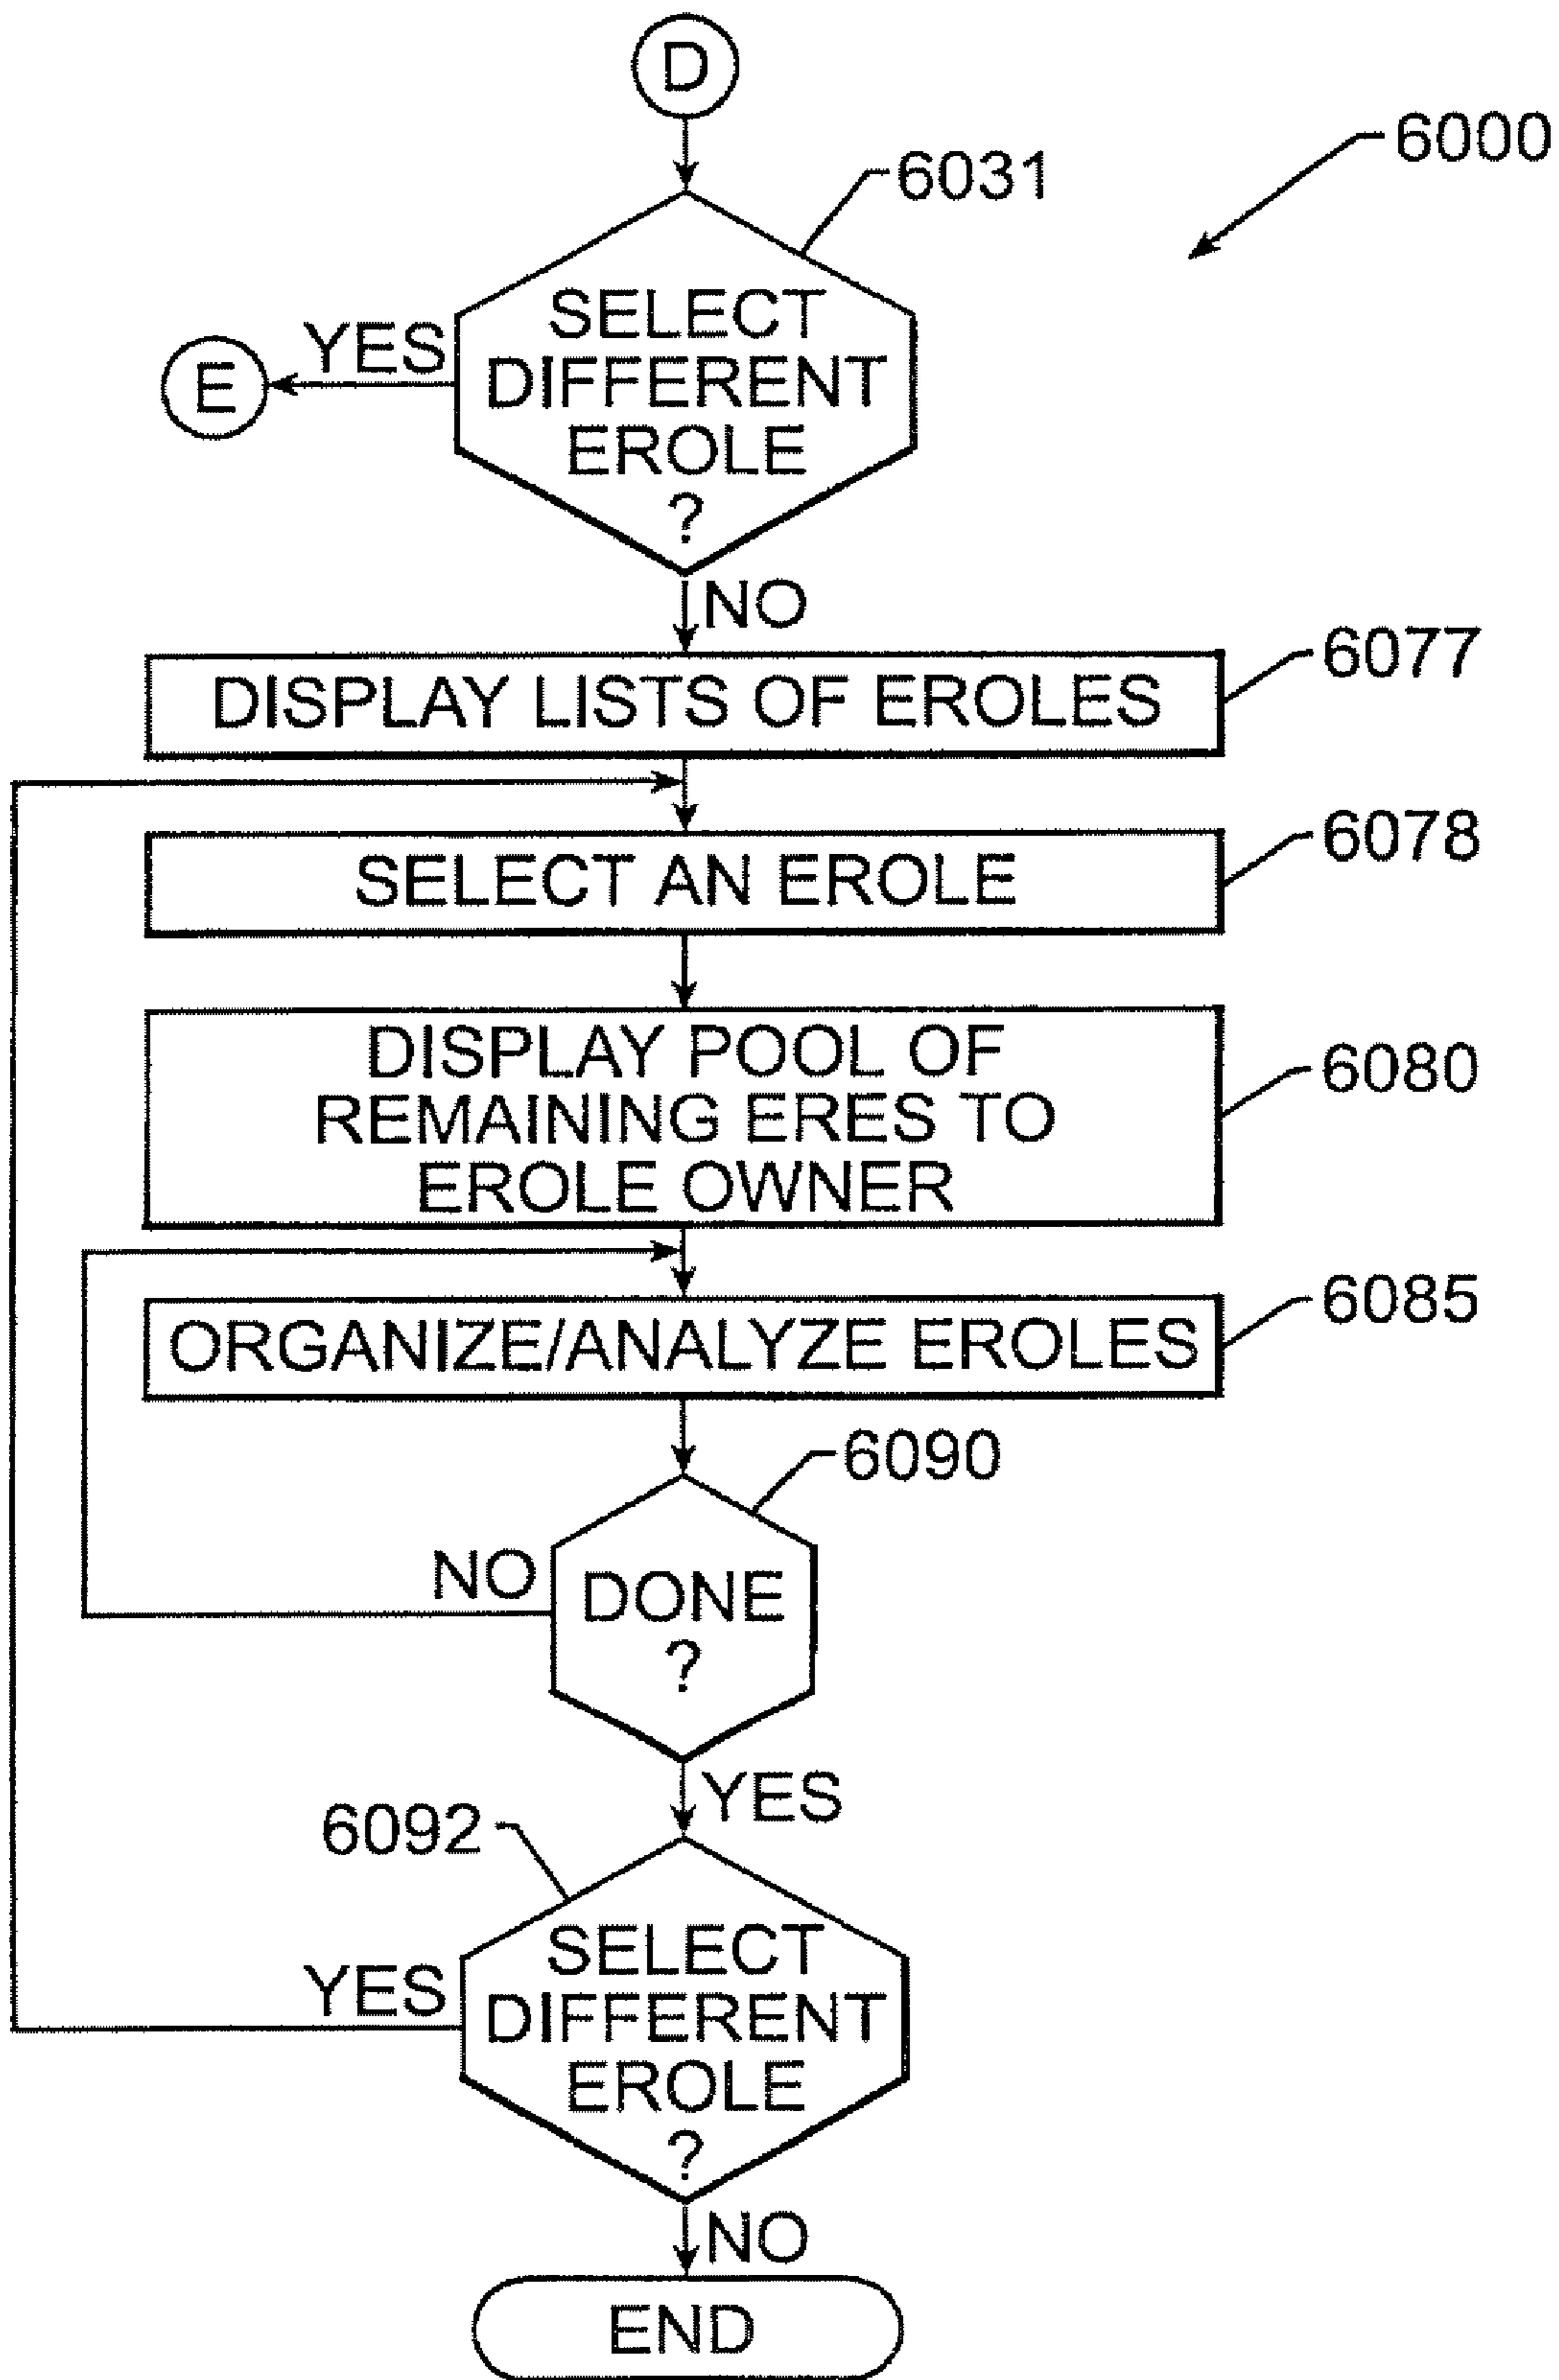 D
6000
6031
SELECT
DIFFERENT
EROLE
?
YES
E
NO
DISPLAY LISTS OF EROLES
6077
SELECT AN EROLE
6078
DISPLAY POOL OF
REMAINING ERES TO
EROLE OWNER
6080
ORGANIZE/ANALYZE EROLES
6085
6090
DONE
?
NO
YES
6092
SELECT
DIFFERENT
EROLE
?
YES
NO
END